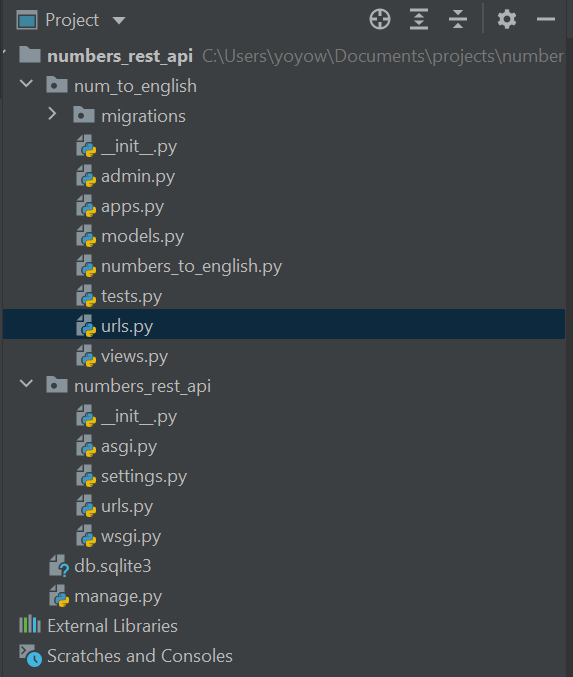 Project
numbers_rest_api C:\Users\yoyow\Documents\projects\number
num_to_english
migrations
__init__.py
admin.py
apps.py
models.py
numbers_to_english.py
tests.py
urls.py
views.py
numbers_rest_api
__init__.py
asgi.py
settings.py
urls.py
wsgi.py
db.sqlite3
manage.py
External Libraries
Scratches and Consoles